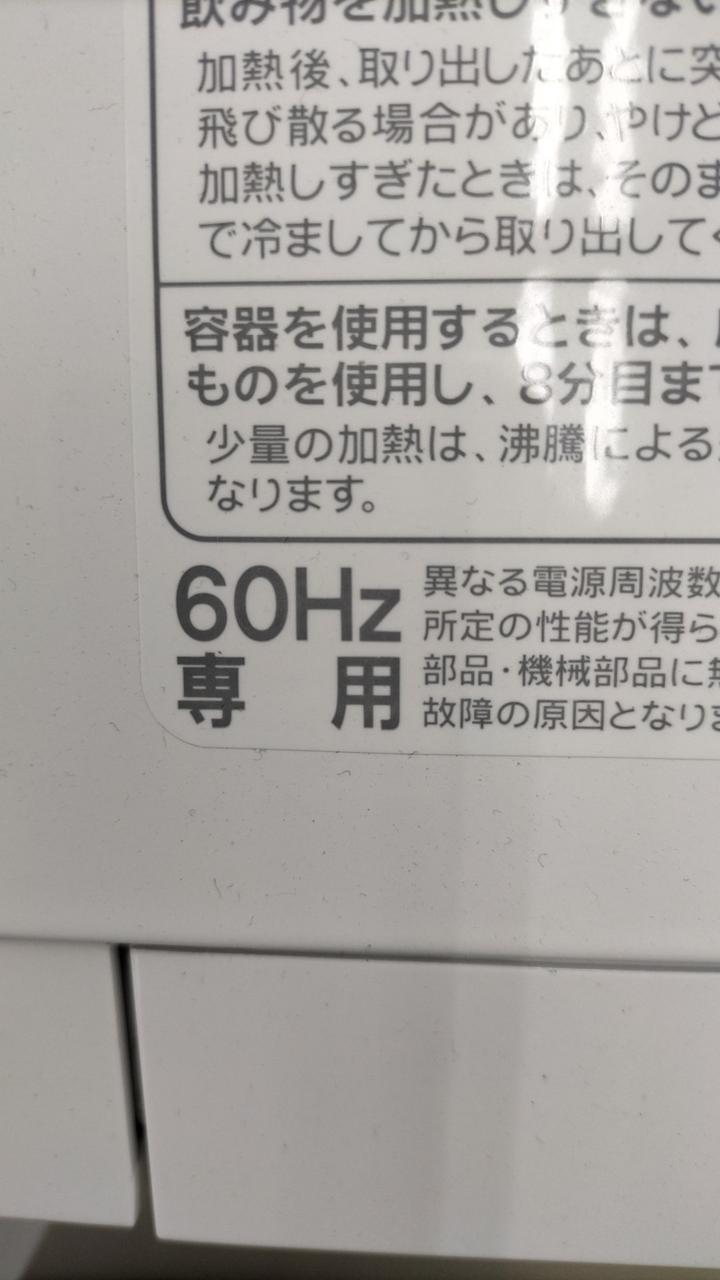 飲み物を加熱しすぎない
加熱後、取り出したあとに突
飛び散る場合があり、やけど
加熱しすぎたときは、そのま
で冷ましてから取り出してく
容器を使用するときは、
ものを使用し、8分目まで
少量の加熱は、沸騰による
なります。
60Hz
専用
異なる電源周波数
所定の性能が得ら
部品・機械部品に無
故障の原因となりま